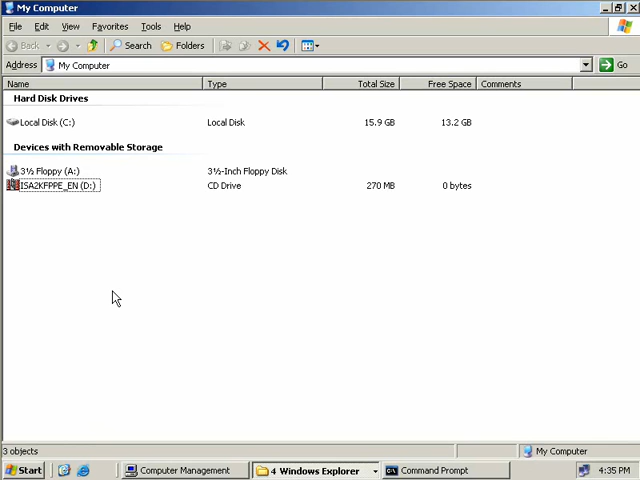 My Computer
File Edit View Favorites Tools Help
Back Search Folders
Address My Computer Go
Name Type Total Size Free Space Comments
Hard Disk Drives
Local Disk (C:) Local Disk 15.9 GB 13.2 GB
Devices with Removable Storage
3½ Floppy (A:) 3½-Inch Floppy Disk
ISA2KFPPE_EN (D:) CD Drive 270 MB 0 bytes
3 objects My Computer
Start Computer Management 4 Windows Explorer Command Prompt 4:35 PM